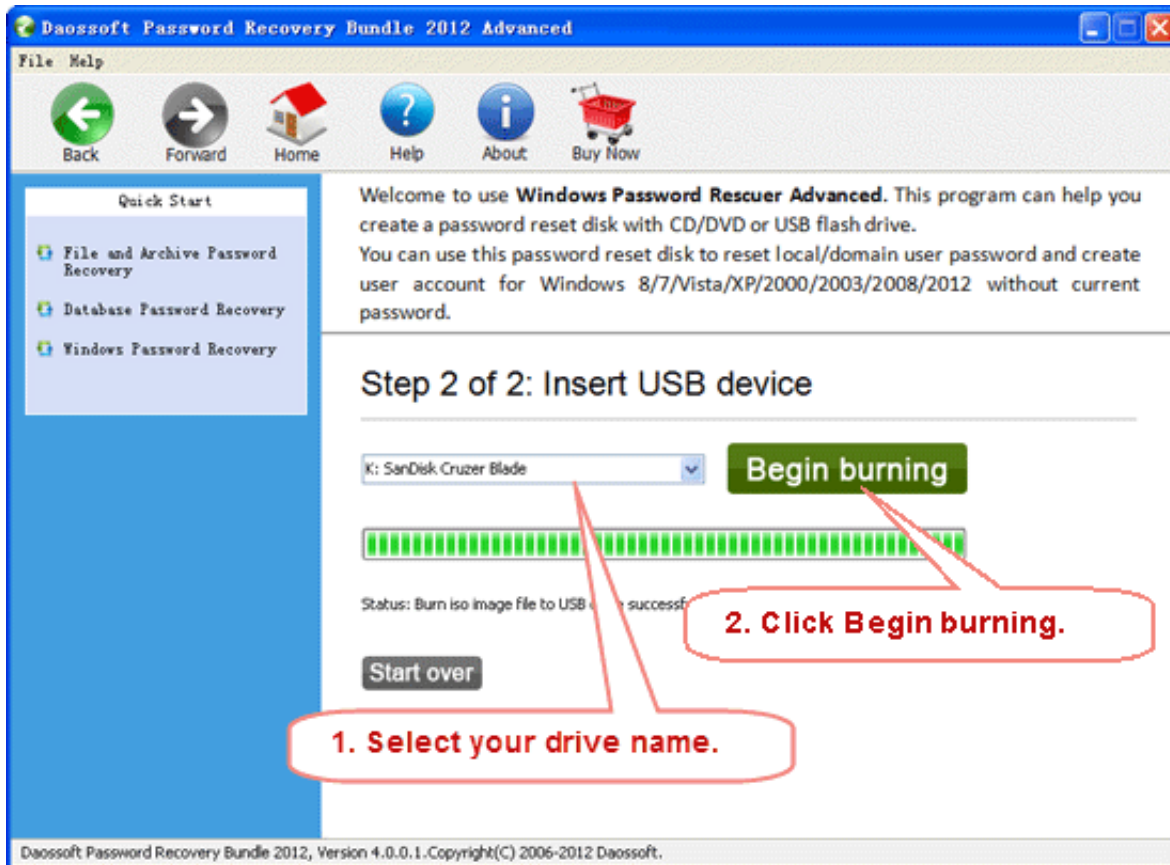 Daossoft Password Recovery Bundle 2012 Advanced
File Help
Back Forward Home Help About Buy Now
Quick Start
File and Archive Password
Recovery
Database Password Recovery
Windows Password Recovery
Welcome to use Windows Password Rescuer Advanced. This program can help you
create a password reset disk with CD/DVD or USB flash drive.
You can use this password reset disk to reset local/domain user password and create
user account for Windows 8/7/Vista/XP/2000/2003/2008/2012 without current
password.
Step 2 of 2: Insert USB device
K: SanDisk Cruzer Blade
Begin burning
Status: Burn iso image file to USB
2. Click Begin burning.
Start over
1. Select your drive name.
Daossoft Password Recovery Bundle 2012, Version 4.0.0.1.Copyright(C) 2006-2012 Daossoft.